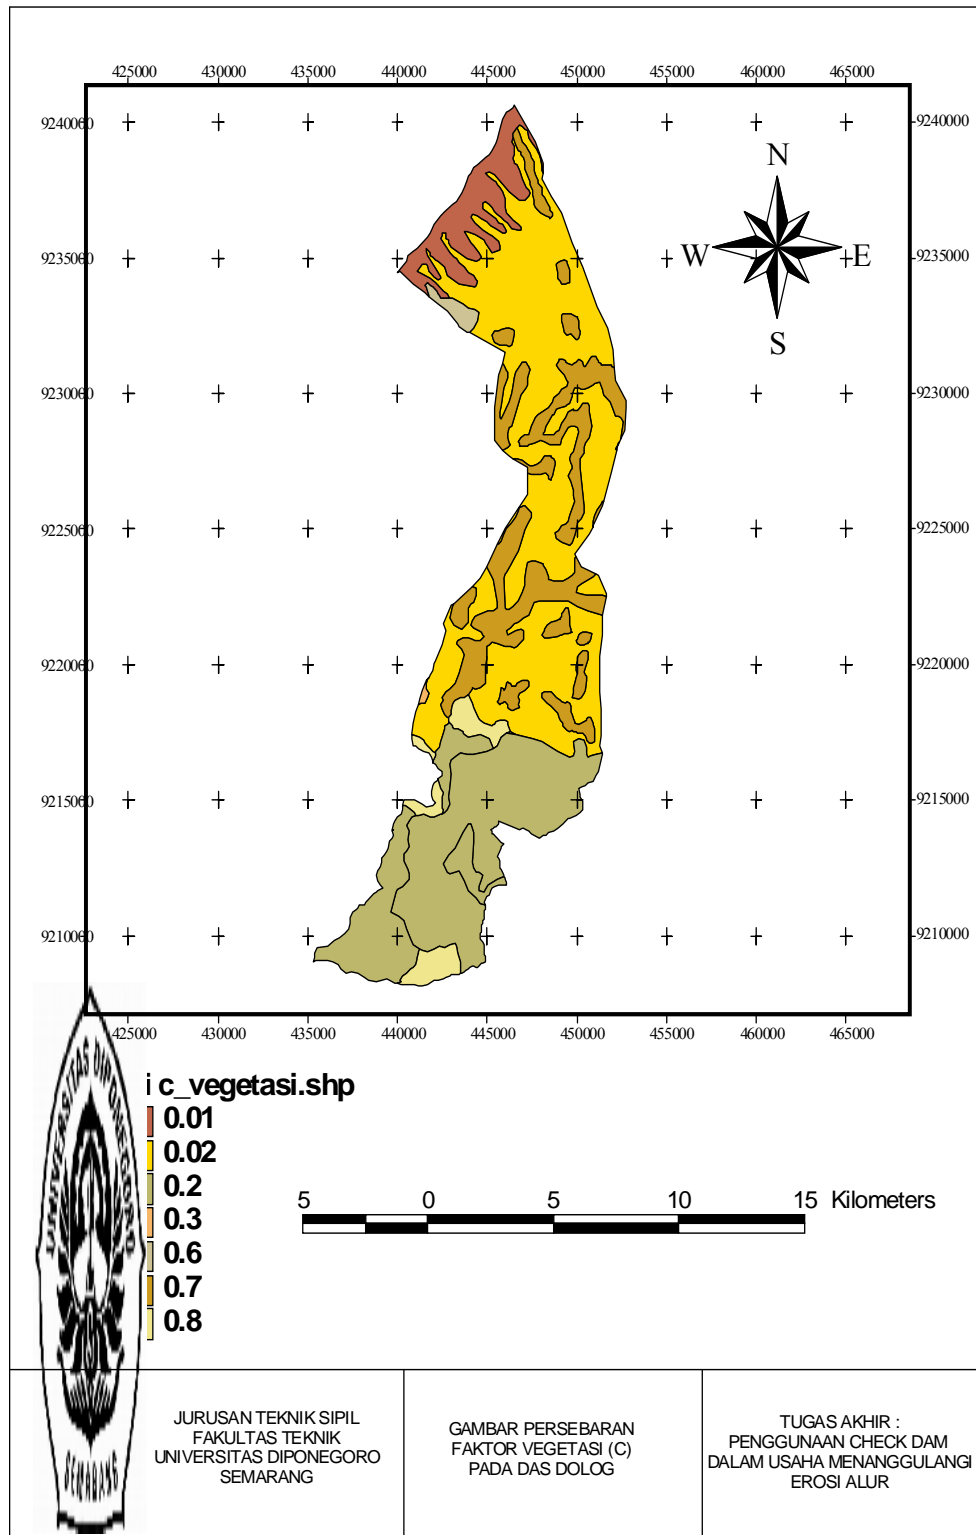 425000 430000 435000 440000 445000 450000 455000 460000 465000
9240000 9240000
N
9235000 W E 9235000
S
9230000 9230000
9225000 9225000
9220000 9220000
9215000 9215000
9210000 9210000
425000 430000 435000 440000 445000 450000 455000 460000 465000
UNIVERSITAS DIPONEGORO
SEMARANG
c_vegetasi.shp
0.01
0.02
0.2
0.3
0.6
0.7
0.8
5 0 5 10 15 Kilometers
JURUSAN TEKNIK SIPIL
FAKULTAS TEKNIK
UNIVERSITAS DIPONEGORO
SEMARANG
GAMBAR PERSEBARAN
FAKTOR VEGETASI (C)
PADA DAS DOLOG
TUGAS AKHIR :
PENGGUNAAN CHECK DAM
DALAM USAHA MENANGGULANGI
EROSI ALUR